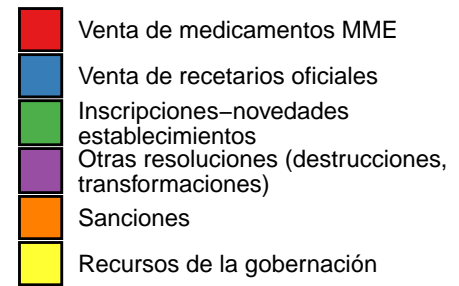 Venta de medicamentos MME
Venta de recetarios oficiales
Inscripciones−novedades
establecimientos
Otras resoluciones (destrucciones,
transformaciones)
Sanciones
Recursos de la gobernación